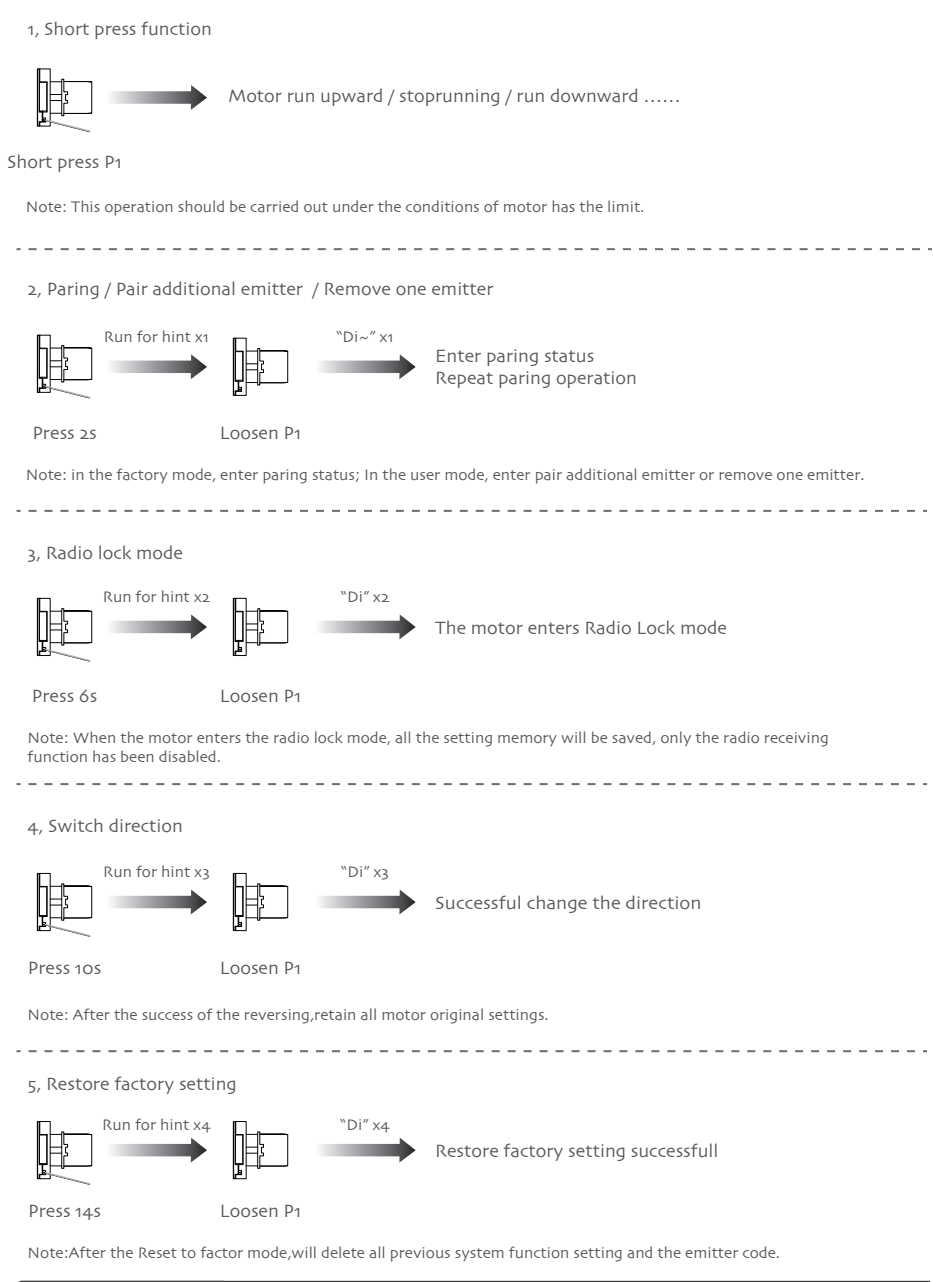 1, Short press function
Motor run upward / stoprunning / run downward ......
Short press P1
Note: This operation should be carried out under the conditions of motor has the limit.
2, Paring / Pair additional emitter / Remove one emitter
Run for hint x1
"Di~" x1
Enter paring status
Repeat paring operation
Press 2s
Loosen P1
Note: in the factory mode, enter paring status; In the user mode, enter pair additional emitter or remove one emitter.
3, Radio lock mode
Run for hint x2
"Di" x2
The motor enters Radio Lock mode
Press 6s
Loosen P1
Note: When the motor enters the radio lock mode, all the setting memory will be saved, only the radio receiving
function has been disabled.
4, Switch direction
Run for hint x3
"Di" x3
Successful change the direction
Press 10s
Loosen P1
Note: After the success of the reversing,retain all motor original settings.
5, Restore factory setting
Run for hint x4
"Di" x4
Restore factory setting successfull
Press 14s
Loosen P1
Note:After the Reset to factor mode,will delete all previous system function setting and the emitter code.